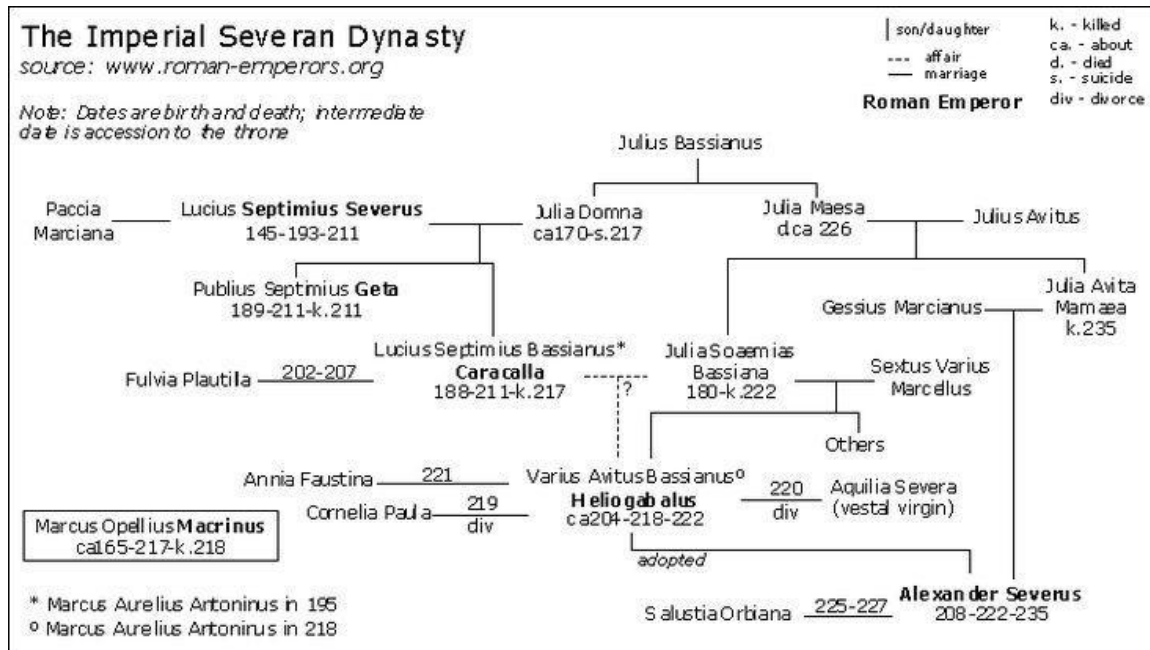 The Imperial Severan Dynasty
source: www.roman-emperors.org
Note: Dates are birth and death; intermediate
date is accession to the throne
son/daughter
affair
marriage
Roman Emperor
k. - killed
ca. - about
d. - died
s. - suicide
div - divorce
Julius Bassianus
Paccia
Marciana
Lucius Septimius Severus
145-193-211
Julia Domna
ca170-s.217
Julia Maesa
d.ca 226
Julius Avitus
Publius Septimius Geta
189-211-k.211
Gessius Marcianus
Julia Avita
Mamaea
k.235
Fulvia Plautilla
202-207
Lucius Septimius Bassianus*
Caracalla
188-211-k.217
?
Julia Soaemias
Bassiana
180-k.222
Sextus Varius
Marcellus
Others
Annia Faustina
221
Cornelia Paula
219
div
Varius Avitus Bassianusº
Heliogabalus
ca204-218-222
220
div
Aquilia Severa
(vestal virgin)
Marcus Opellius Macrinus
ca165-217-k.218
adopted
Salustia Orbiana
225-227
Alexander Severus
208-222-235
* Marcus Aurelius Antoninus in 195
º Marcus Aurelius Antoninus in 218